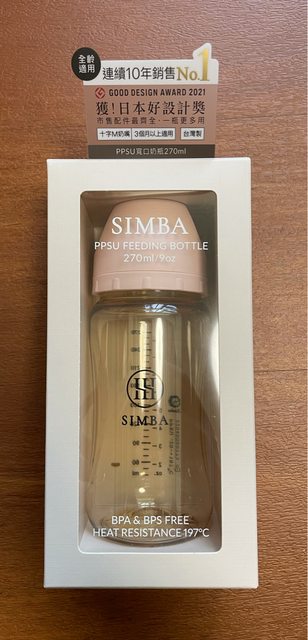 全齡
適用
連續10年銷售No.1
GOOD DESIGN AWARD 2021
獲!日本好設計獎
市售配件最齊全,一瓶更多用
十字M奶嘴 3個月以上適用 台灣製
PPSU寬口奶瓶270ml
SIMBA
PPSU FEEDING BOTTLE
270ml/9oz
SIMBA
BPA & BPS FREE
HEAT RESISTANCE 197°C